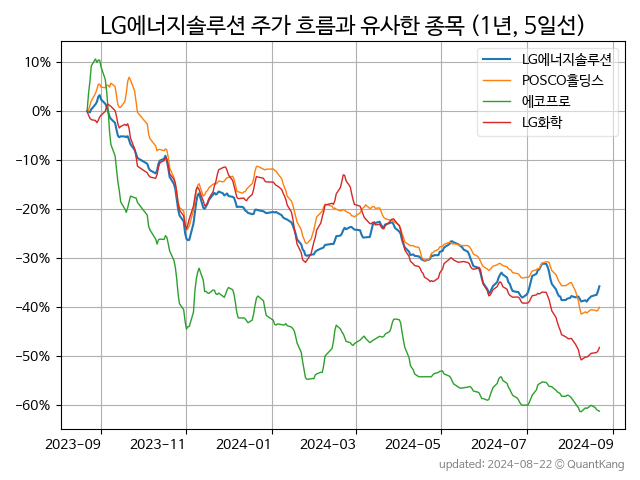 LG에너지솔루션 주가 흐름과 유사한 종목 (1년, 5일선)
LG에너지솔루션
POSCO홀딩스
에코프로
LG화학
10%
0%
−10%
−20%
−30%
−40%
−50%
−60%
2023-09 2023-11 2024-01 2024-03 2024-05 2024-07 2024-09
updated: 2024-08-22 © QuantKang